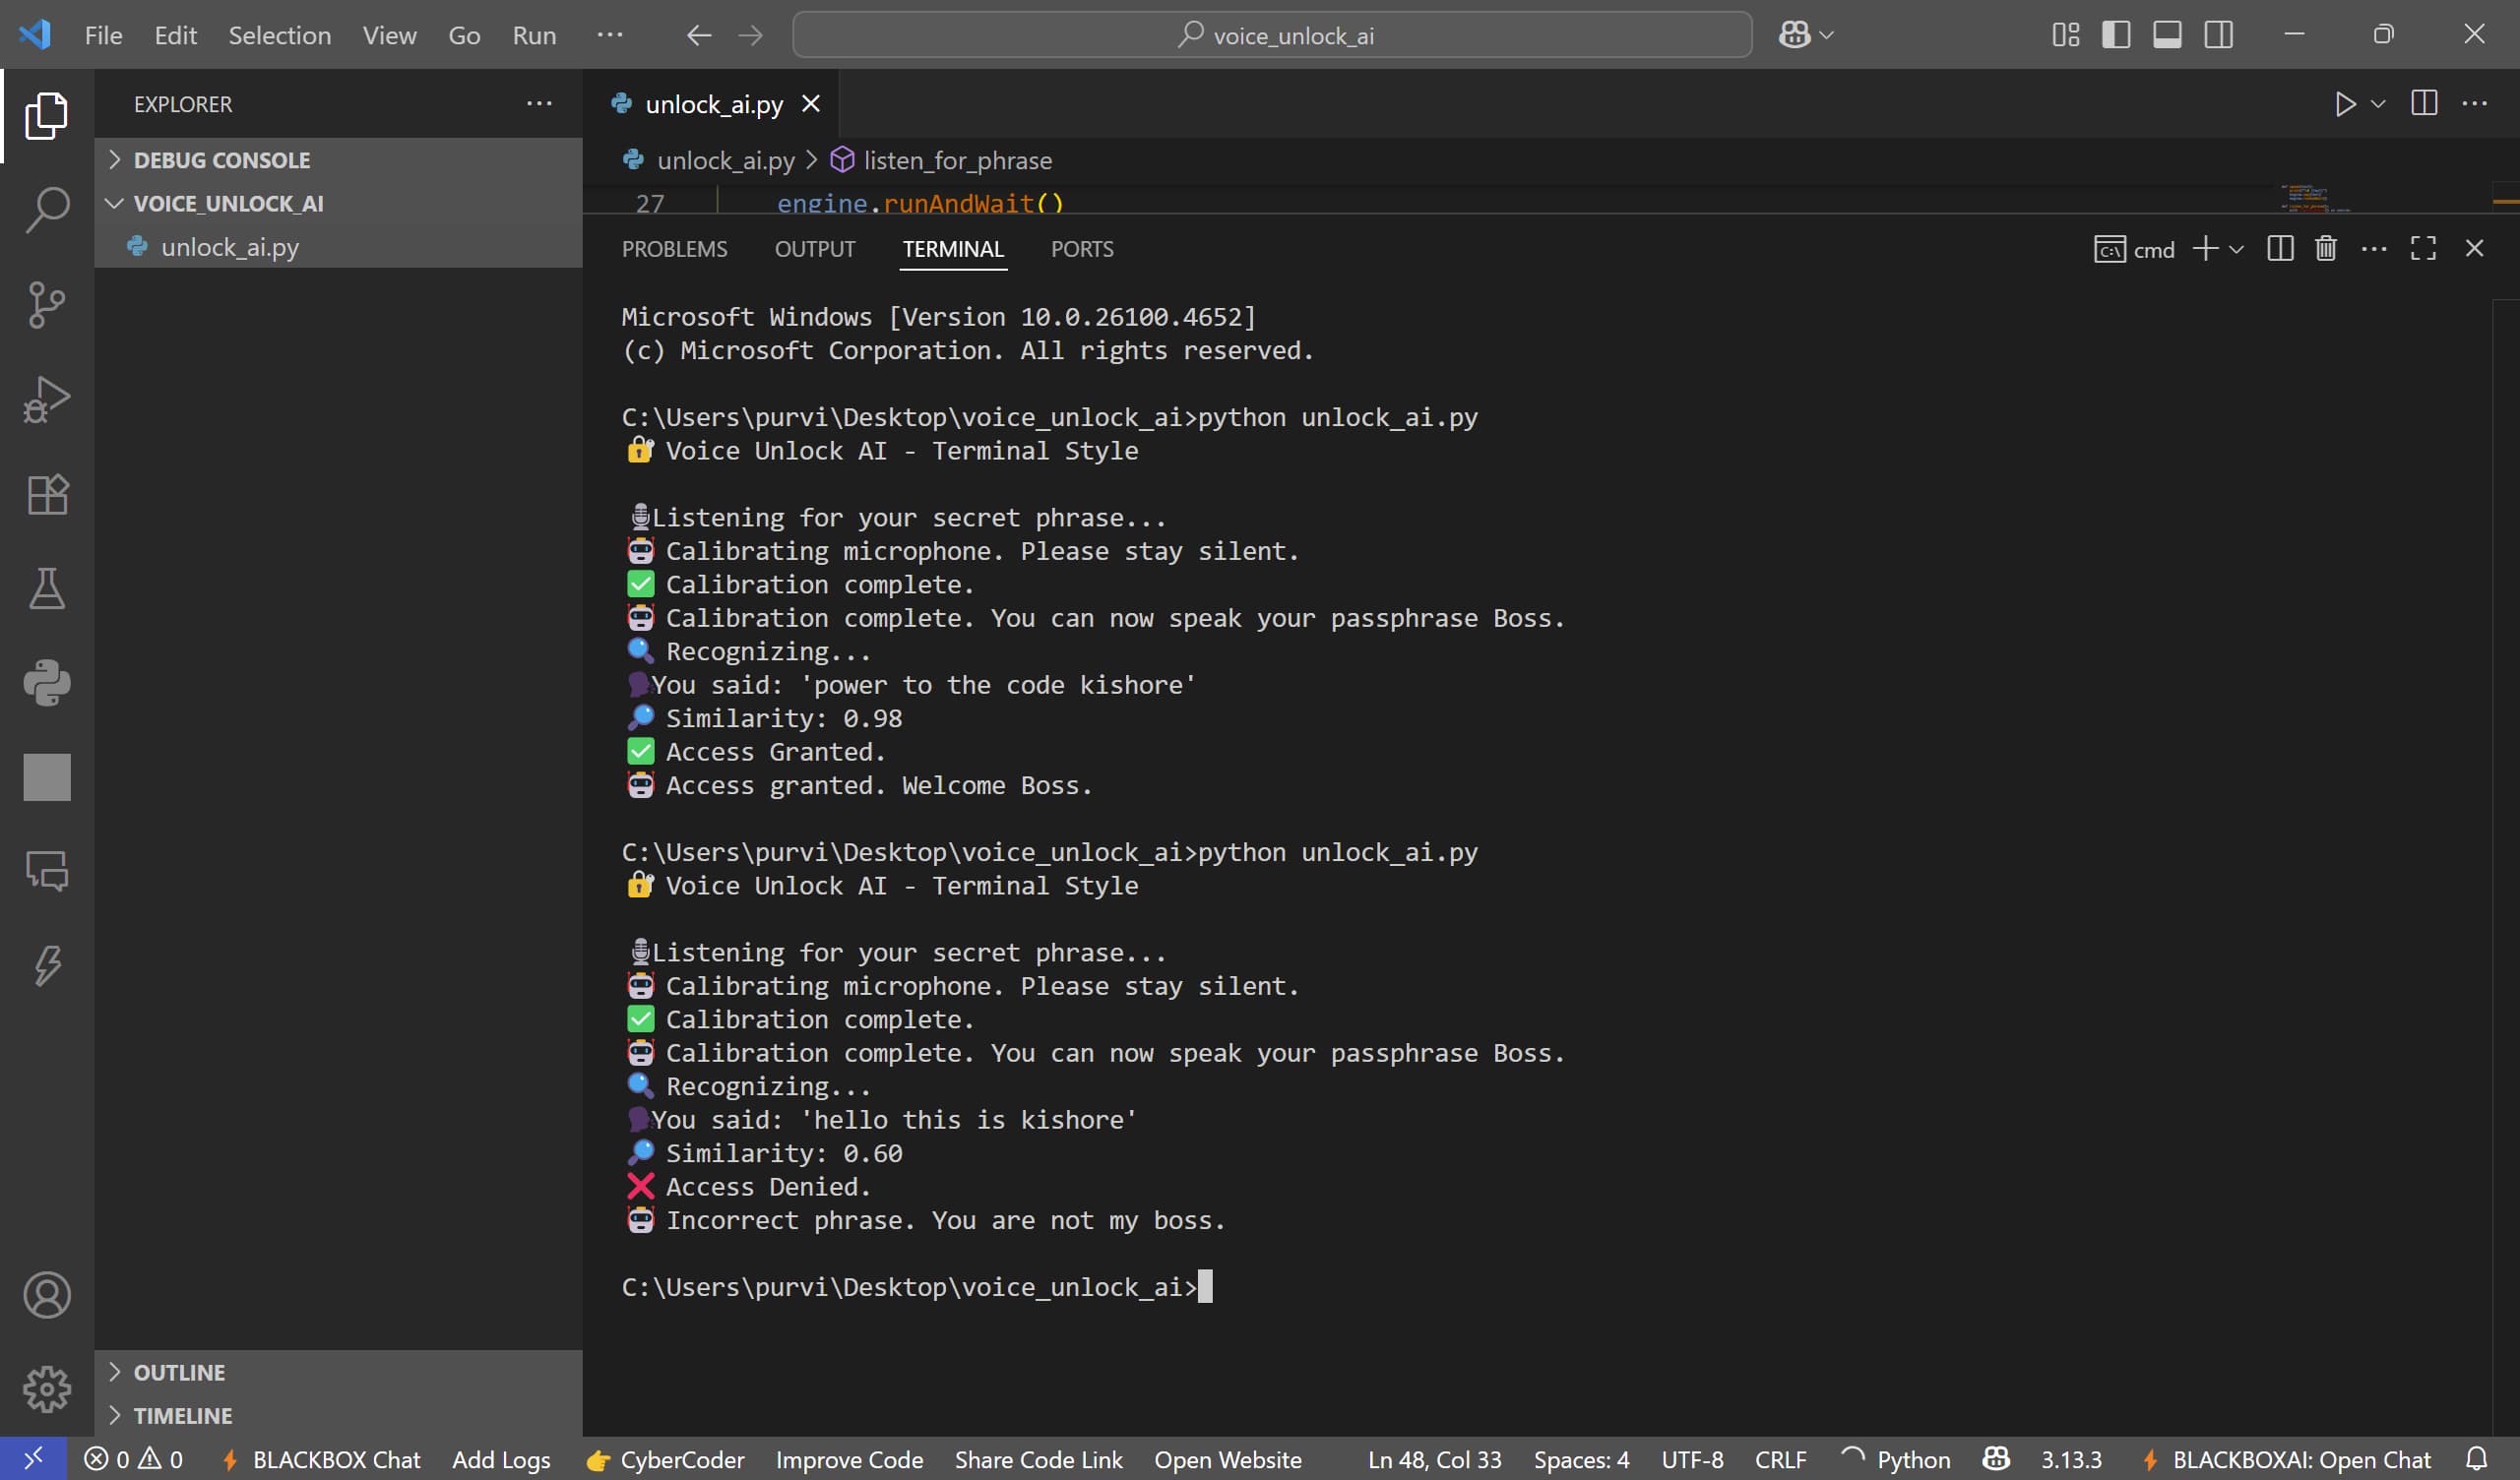 File Edit Selection View Go Run ··· voice_unlock_ai
EXPLORER
DEBUG CONSOLE
VOICE_UNLOCK_AI
unlock_ai.py
unlock_ai.py
unlock_ai.py > listen_for_phrase
27 engine.runAndWait()
PROBLEMS OUTPUT TERMINAL PORTS cmd
Microsoft Windows [Version 10.0.26100.4652]
(c) Microsoft Corporation. All rights reserved.
C:\Users\purvi\Desktop\voice_unlock_ai>python unlock_ai.py
🔐 Voice Unlock AI - Terminal Style
🎙️Listening for your secret phrase...
🤖 Calibrating microphone. Please stay silent.
✅ Calibration complete.
🤖 Calibration complete. You can now speak your passphrase Boss.
🔍 Recognizing...
🗣️You said: 'power to the code kishore'
🔎 Similarity: 0.98
✅ Access Granted.
🤖 Access granted. Welcome Boss.
C:\Users\purvi\Desktop\voice_unlock_ai>python unlock_ai.py
🔐 Voice Unlock AI - Terminal Style
🎙️Listening for your secret phrase...
🤖 Calibrating microphone. Please stay silent.
✅ Calibration complete.
🤖 Calibration complete. You can now speak your passphrase Boss.
🔍 Recognizing...
🗣️You said: 'hello this is kishore'
🔎 Similarity: 0.60
❌ Access Denied.
🤖 Incorrect phrase. You are not my boss.
C:\Users\purvi\Desktop\voice_unlock_ai>
OUTLINE
TIMELINE
0 0 BLACKBOX Chat Add Logs 👉 CyberCoder Improve Code Share Code Link Open Website Ln 48, Col 33 Spaces: 4 UTF-8 CRLF Python 3.13.3 BLACKBOXAI: Open Chat